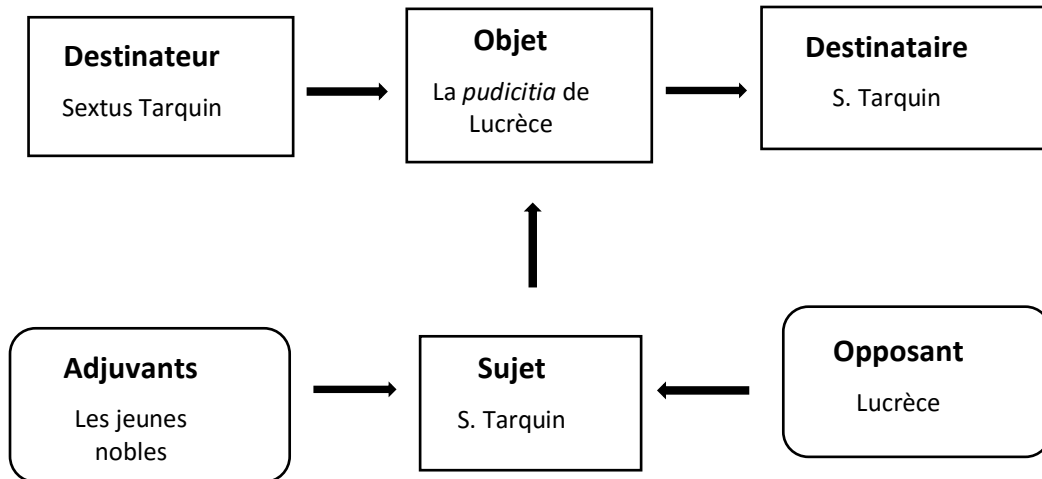 Destinateur
Sextus Tarquin
Objet
La pudicitia de
Lucrèce
Destinataire
S. Tarquin
Adjuvants
Les jeunes
nobles
Sujet
S. Tarquin
Opposant
Lucrèce